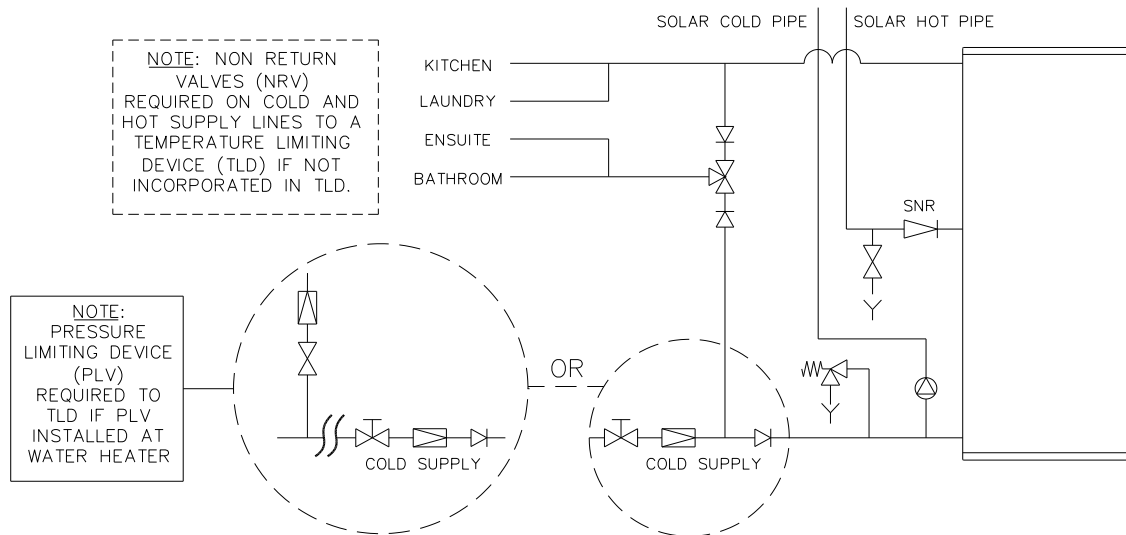 SOLAR COLD PIPE
SOLAR HOT PIPE
NOTE: NON RETURN
VALVES (NRV)
REQUIRED ON COLD AND
HOT SUPPLY LINES TO A
TEMPERATURE LIMITING
DEVICE (TLD) IF NOT
INCORPORATED IN TLD.
KITCHEN
LAUNDRY
ENSUITE
BATHROOM
SNR
NOTE:
PRESSURE
LIMITING DEVICE
(PLV)
REQUIRED TO
TLD IF PLV
INSTALLED AT
WATER HEATER
OR
COLD SUPPLY
COLD SUPPLY